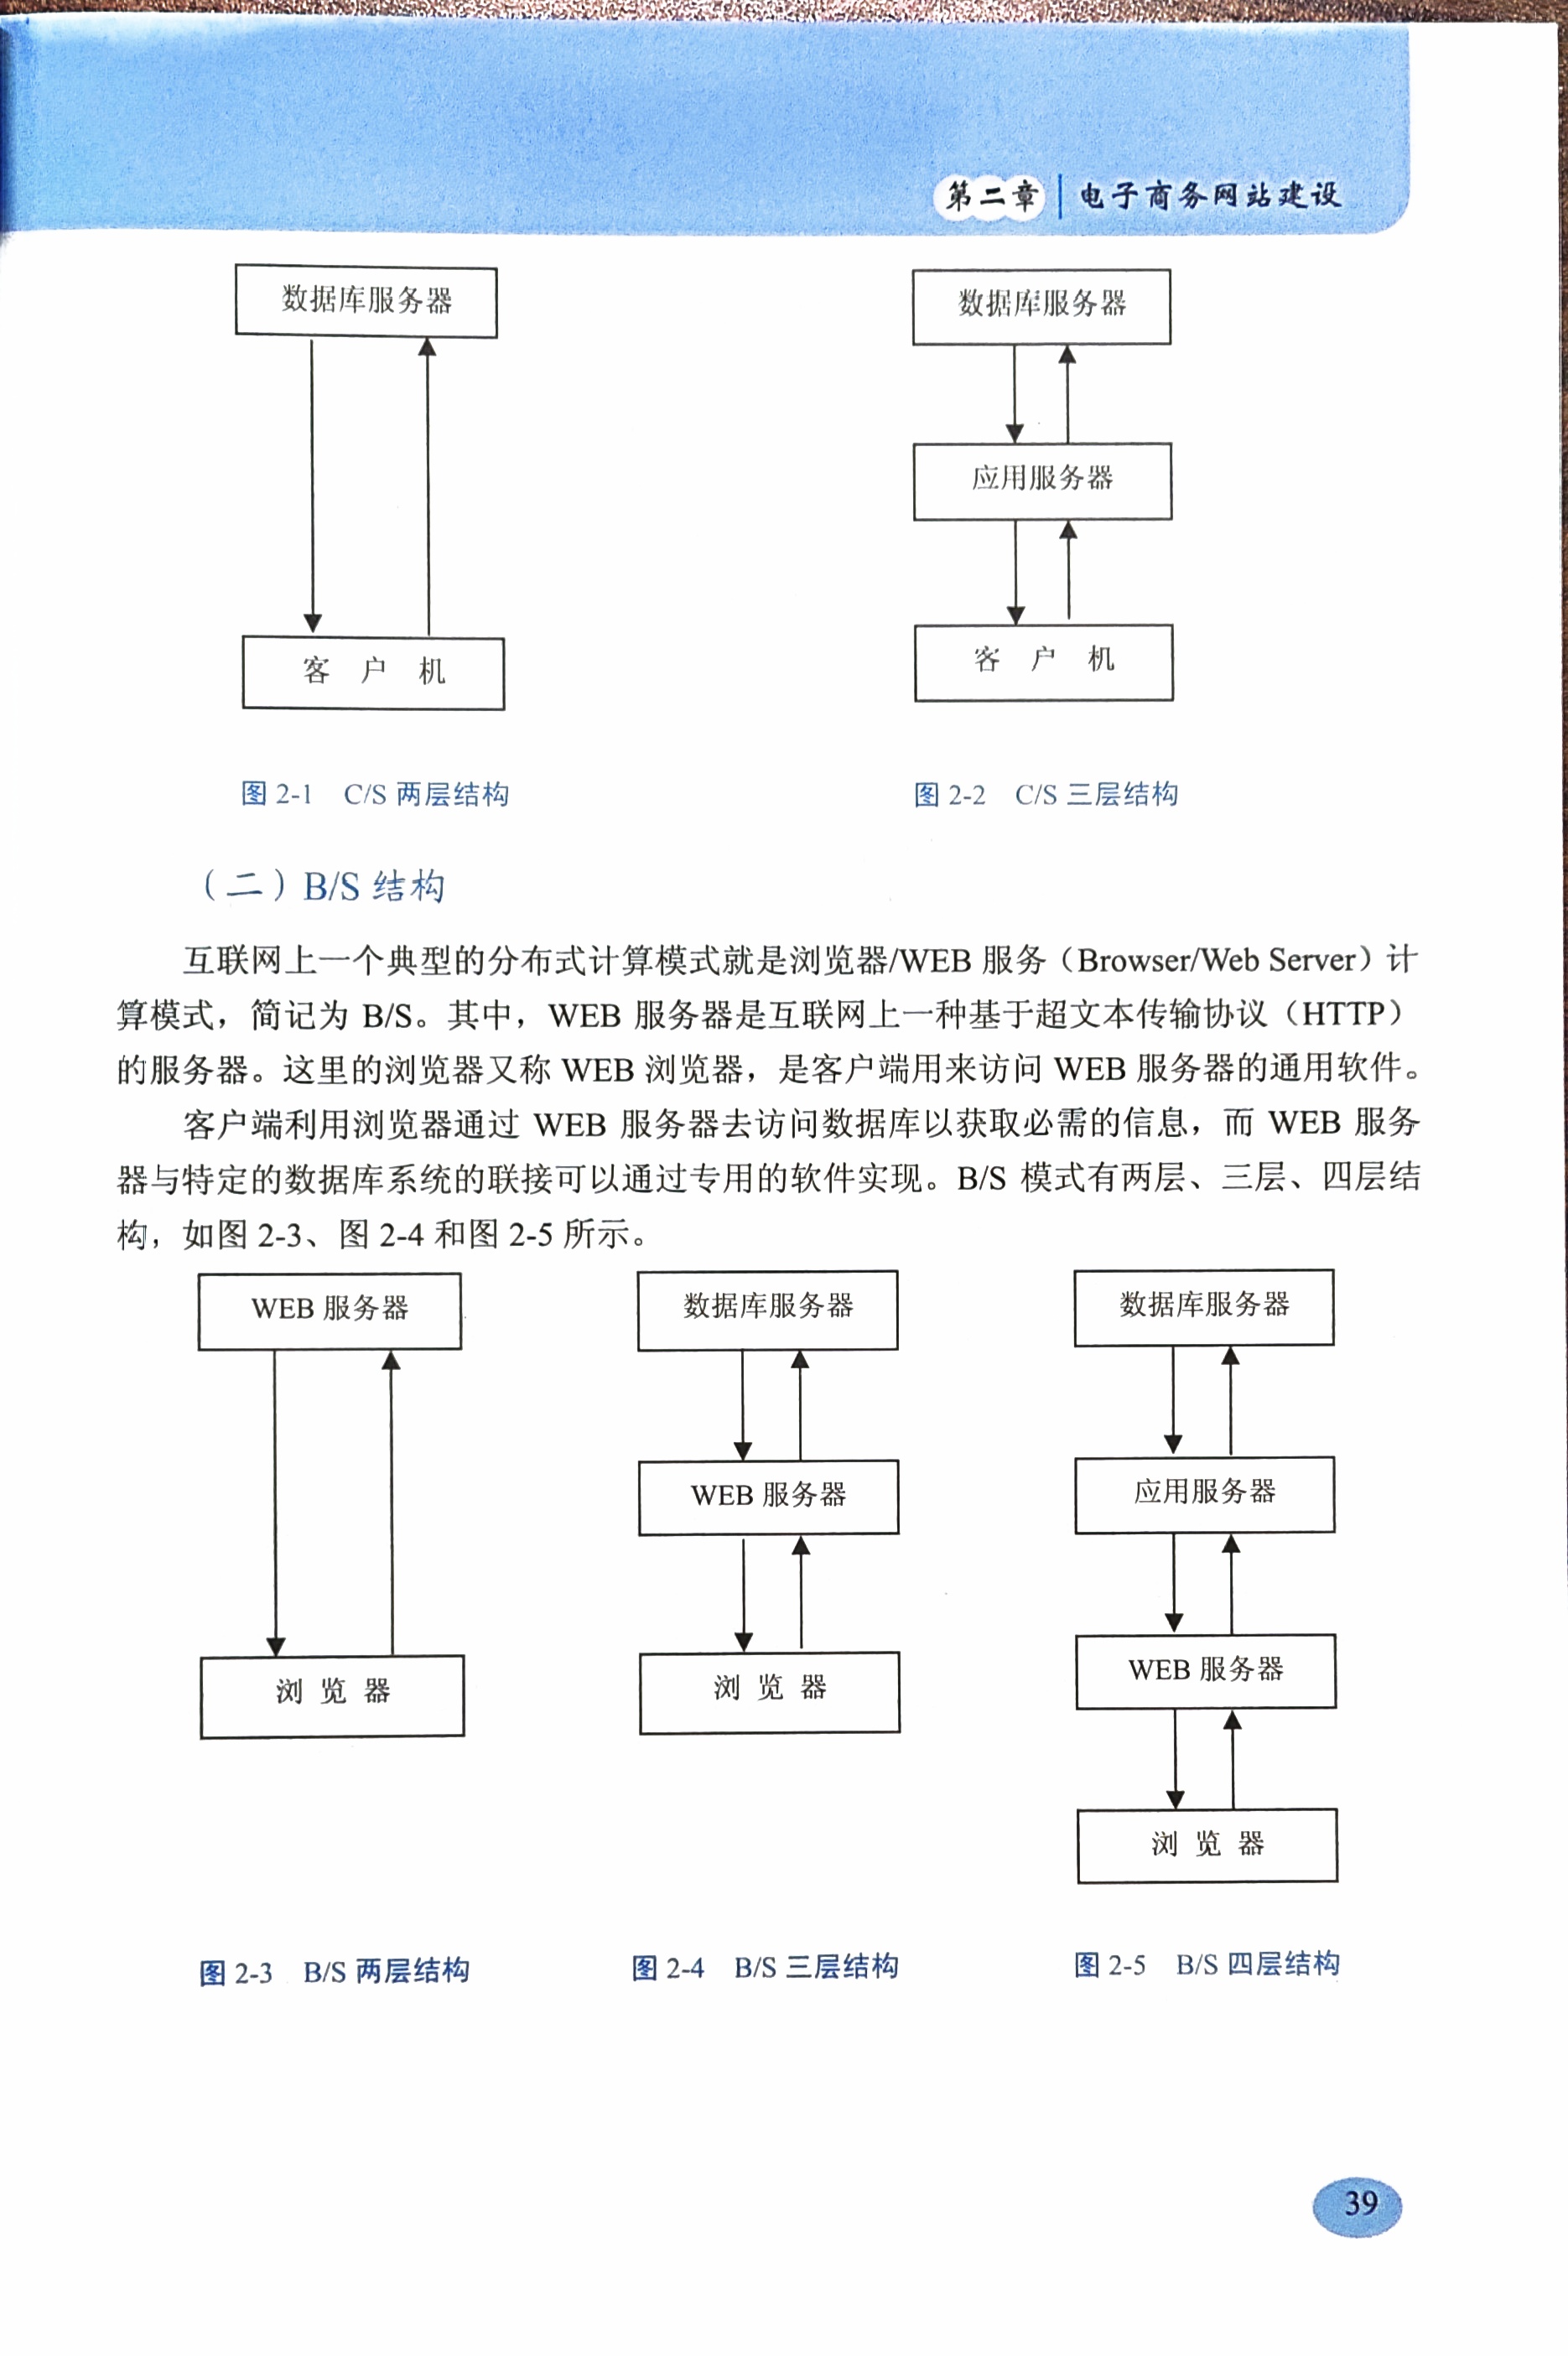 第二章 电子商务网站建设
数据库服务器
客 户 机
图 2-1 C/S 两层结构
数据库服务器
应用服务器
客 户 机
图 2-2 C/S 三层结构
（二）B/S 结构
互联网上一个典型的分布式计算模式就是浏览器/WEB 服务（Browser/Web Server）计
算模式，简记为 B/S。其中，WEB 服务器是互联网上一种基于超文本传输协议（HTTP）
的服务器。这里的浏览器又称 WEB 浏览器，是客户端用来访问 WEB 服务器的通用软件。
客户端利用浏览器通过 WEB 服务器去访问数据库以获取必需的信息，而 WEB 服务
器与特定的数据库系统的联接可以通过专用的软件实现。B/S 模式有两层、三层、四层结
构，如图 2-3、图 2-4 和图 2-5 所示。
WEB 服务器
浏 览 器
图 2-3 B/S 两层结构
数据库服务器
WEB 服务器
浏 览 器
图 2-4 B/S 三层结构
数据库服务器
应用服务器
WEB 服务器
浏 览 器
图 2-5 B/S 四层结构
39